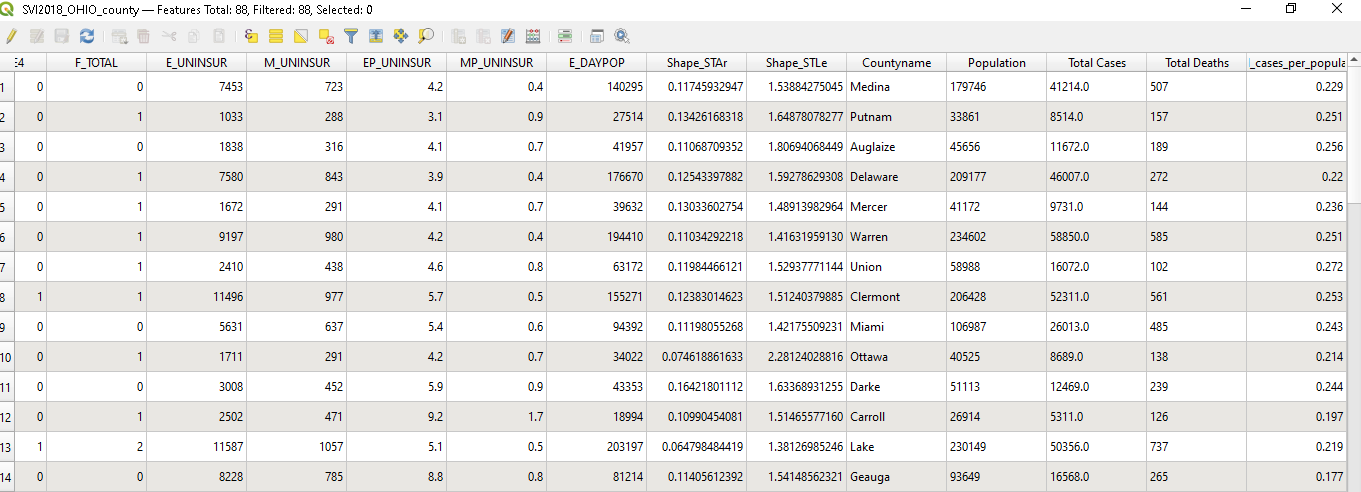 SVI2018_OHIO_county — Features Total: 88, Filtered: 88, Selected: 0
E4 F_TOTAL E_UNINSUR M_UNINSUR EP_UNINSUR MP_UNINSUR E_DAYPOP Shape_STAr Shape_STLe Countyname Population Total Cases Total Deaths l_cases_per_popula
1 0 0 7453 723 4.2 0.4 140295 0.11745932947 1.53884275045 Medina 179746 41214.0 507 0.229
2 0 1 1033 288 3.1 0.9 27514 0.13426168318 1.64878078277 Putnam 33861 8514.0 157 0.251
3 0 0 1838 316 4.1 0.7 41957 0.11068709352 1.80694068449 Auglaize 45656 11672.0 189 0.256
4 0 1 7580 843 3.9 0.4 176670 0.12543397882 1.59278629308 Delaware 209177 46007.0 272 0.22
5 0 1 1672 291 4.1 0.7 39632 0.13033602754 1.48913982964 Mercer 41172 9731.0 144 0.236
6 0 1 9197 980 4.2 0.4 194410 0.11034292218 1.41631959130 Warren 234602 58850.0 585 0.251
7 0 1 2410 438 4.6 0.8 63172 0.11984466121 1.52937771144 Union 58988 16072.0 102 0.272
8 1 1 11496 977 5.7 0.5 155271 0.12383014623 1.51240379885 Clermont 206428 52311.0 561 0.253
9 0 0 5631 637 5.4 0.6 94392 0.11198055268 1.42175509231 Miami 106987 26013.0 485 0.243
10 0 1 1711 291 4.2 0.7 34022 0.074618861633 2.28124028816 Ottawa 40525 8689.0 138 0.214
11 0 0 3008 452 5.9 0.9 43353 0.16421801112 1.63368931255 Darke 51113 12469.0 239 0.244
12 0 1 2502 471 9.2 1.7 18994 0.10990454081 1.51465577160 Carroll 26914 5311.0 126 0.197
13 1 2 11587 1057 5.1 0.5 203197 0.064798484419 1.38126985246 Lake 230149 50356.0 737 0.219
14 0 0 8228 785 8.8 0.8 81214 0.11405612392 1.54148562321 Geauga 93649 16568.0 265 0.177